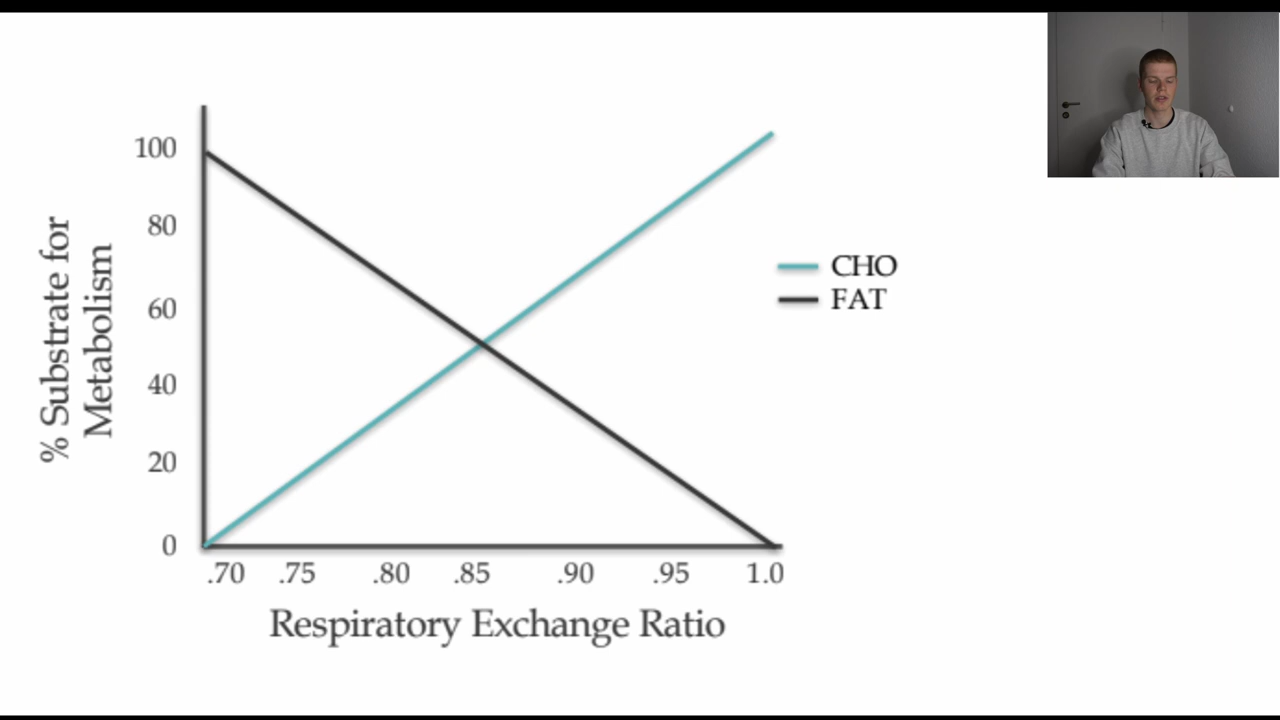 100
80
60
40
20
0
% Substrate for
Metabolism
CHO
FAT
.70 .75 .80 .85 .90 .95 1.0
Respiratory Exchange Ratio